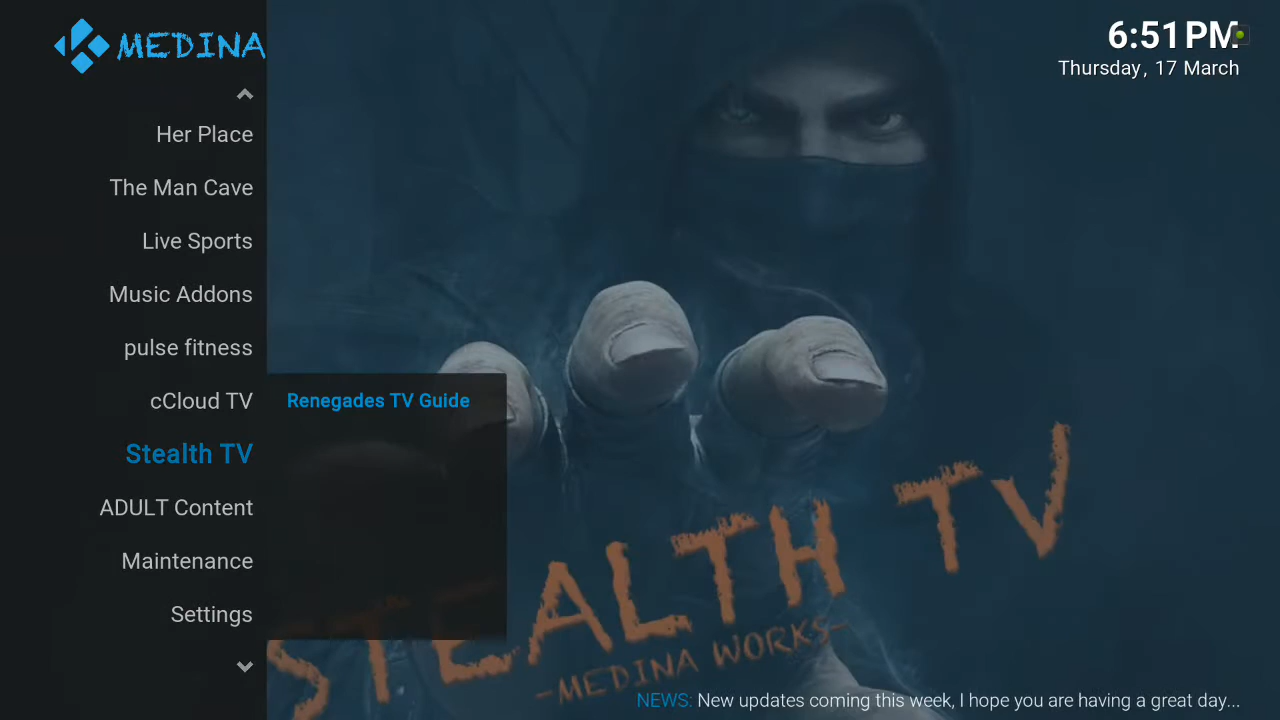 MEDINA
6:51 PM
Thursday, 17 March
Her Place
The Man Cave
Live Sports
Music Addons
pulse fitness
cCloud TV
Renegades TV Guide
Stealth TV
ADULT Content
Maintenance
Settings
STEALTH TV
-MEDINA WORKS-
NEWS: New updates coming this week, I hope you are having a great day...